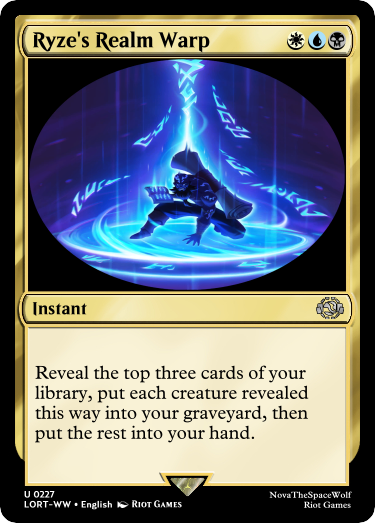 Ryze's Realm Warp
Instant
Reveal the top three cards of your
library, put each creature revealed
this way into your graveyard, then
put the rest into your hand.
U 0227
LORT-WW • English Riot Games
NovaTheSpaceWolf
Riot Games